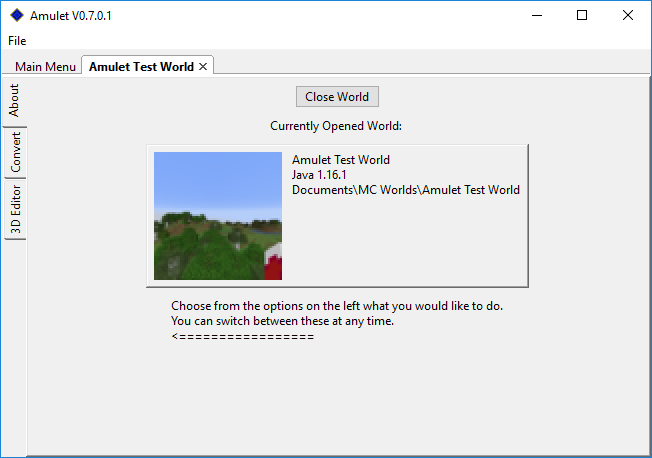 Amulet V0.7.0.1
File
Main Menu
Amulet Test World
About
Convert
3D Editor
Close World
Currently Opened World:
Amulet Test World
Java 1.16.1
Documents\MC Worlds\Amulet Test World
Choose from the options on the left what you would like to do.
You can switch between these at any time.
<=================